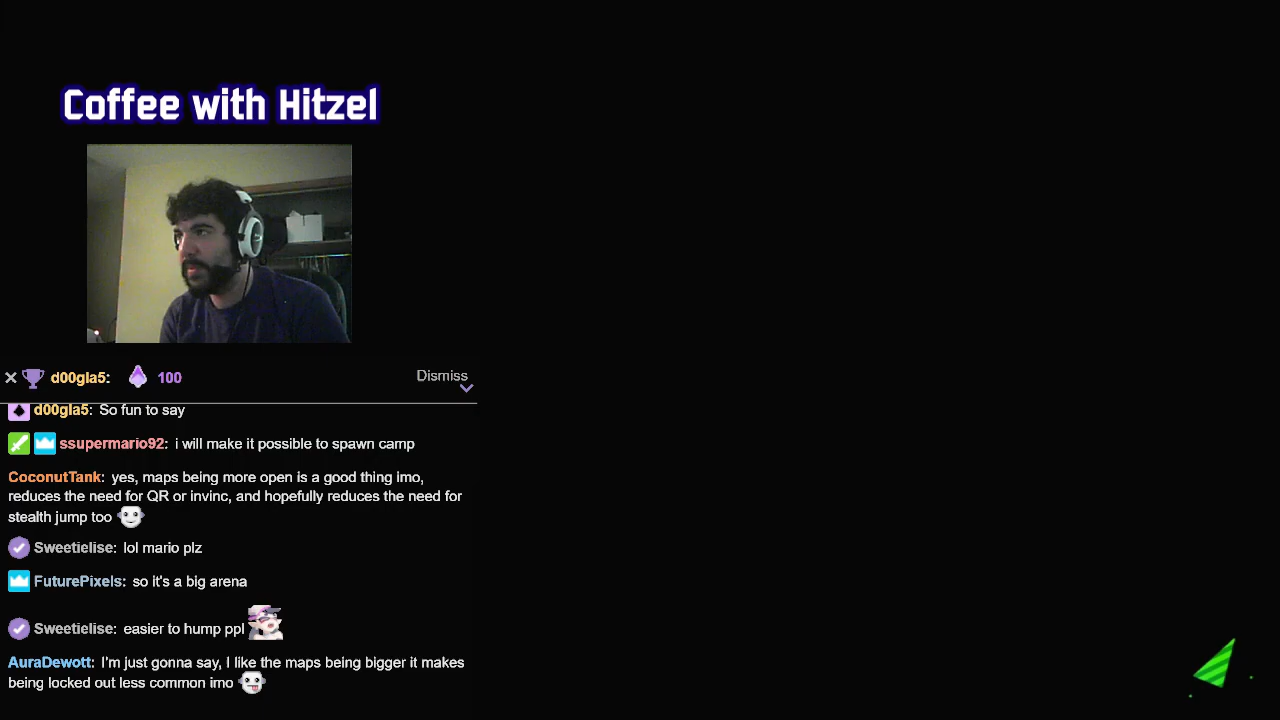 Coffee with Hitzel
d00gla5: 100 Dismiss
d00gla5: So fun to say
ssupermario92: i will make it possible to spawn camp
CoconutTank: yes, maps being more open is a good thing imo,
reduces the need for QR or invinc, and hopefully reduces the need for
stealth jump too
Sweetielise: lol mario plz
FuturePixels: so it's a big arena
Sweetielise: easier to hump ppl
AuraDewott: I'm just gonna say, I like the maps being bigger it makes
being locked out less common imo